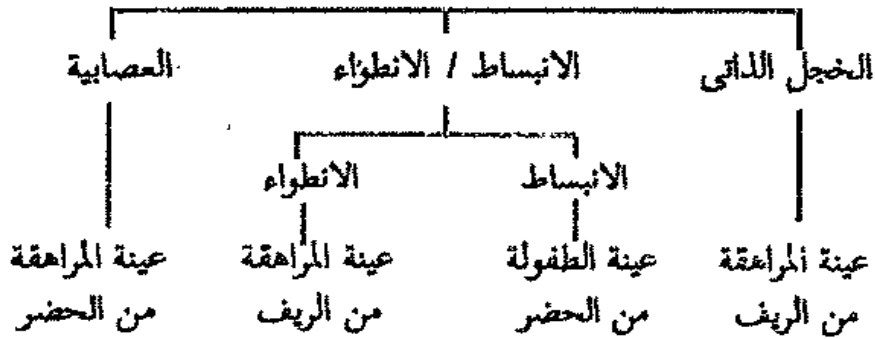 الخجل الذاتى الانبساط / الانطواء العصابية
الانبساط الانطواء
عينة المراهقة عينة الطفولة عينة المراهقة عينة المراهقة
من الريف من الحضر من الريف من الحضر